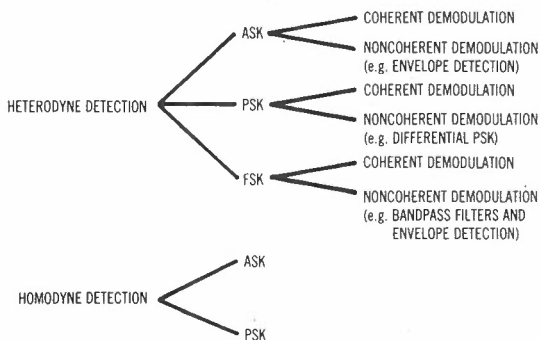 COHERENT DEMODULATION
ASK
NONCOHERENT DEMODULATION
(e.g. ENVELOPE DETECTION)
COHERENT DEMODULATION
HETERODYNE DETECTION
PSK
NONCOHERENT DEMODULATION
(e.g. DIFFERENTIAL PSK)
COHERENT DEMODULATION
FSK
NONCOHERENT DEMODULATION
(e.g. BANDPASS FILTERS AND
ENVELOPE DETECTION)
ASK
HOMODYNE DETECTION
PSK